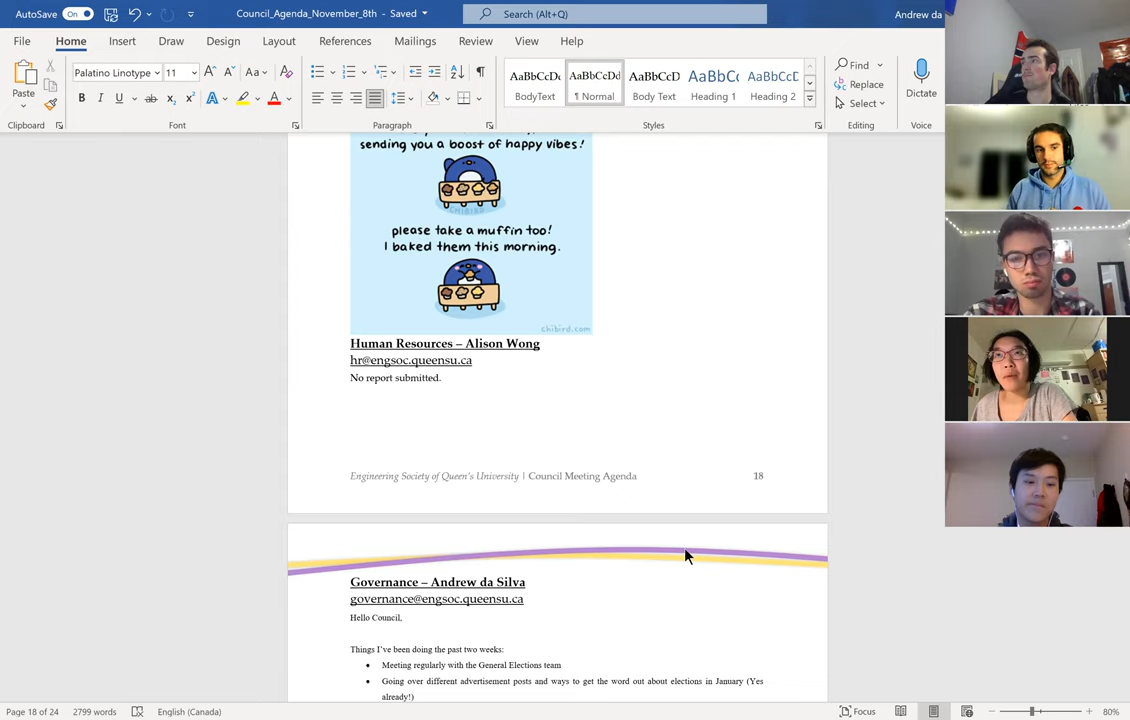 AutoSave On Council_Agenda_November_8th - Saved Search (Alt+Q) Andrew da
File Home Insert Draw Design Layout References Mailings Review View Help
Palatino Linotype 11
Paste
Clipboard Font Paragraph Styles Editing Voice
AaBbCcDc AaBbCcDd AaBbCcD AaBbCc AaBbCcD
BodyText ¶ Normal Body Text Heading 1 Heading 2
Find
Replace
Select
Dictate
sending you a boost of happy vibes!
CHIBIRD
please take a muffin too!
I baked them this morning.
chibird.com
Human Resources – Alison Wong
hr@engsoc.queensu.ca
No report submitted.
Engineering Society of Queen's University | Council Meeting Agenda 18
Governance – Andrew da Silva
governance@engsoc.queensu.ca
Hello Council,
Things I've been doing the past two weeks:
• Meeting regularly with the General Elections team
• Going over different advertisement posts and ways to get the word out about elections in January (Yes
already!)
Page 18 of 24 2799 words English (Canada) Focus 80%